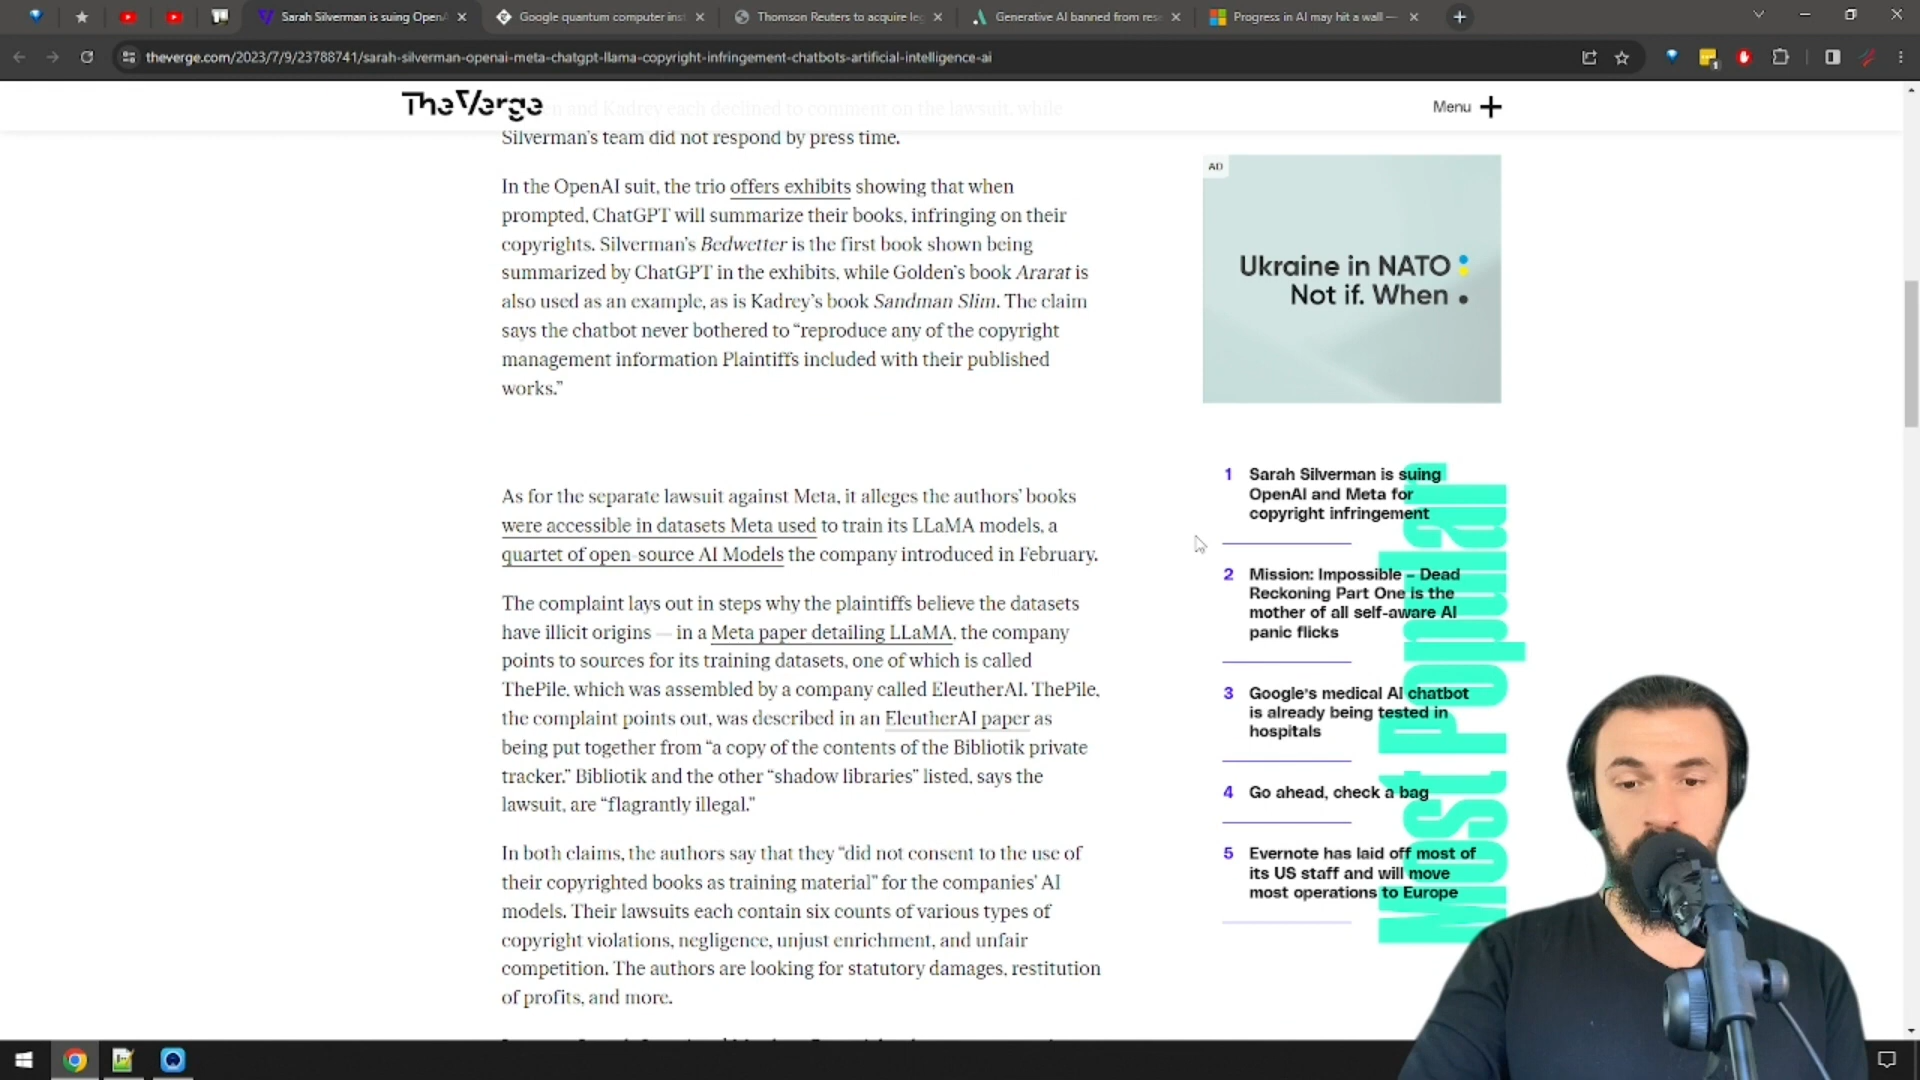 Sarah Silverman is suing Open
Google quantum computer inst
Thomson Reuters to acquire le
Generative AI banned from res
Progress in AI may hit a wall —
theverge.com/2023/7/9/23788741/sarah-silverman-openai-meta-chatgpt-llama-copyright-infringement-chatbots-artificial-intelligence-ai
1
The Verge
Menu
and Kadrey each declined to comment on the lawsuit, while
Silverman's team did not respond by press time.
In the OpenAI suit, the trio offers exhibits showing that when
prompted, ChatGPT will summarize their books, infringing on their
copyrights. Silverman's Bedwetter is the first book shown being
summarized by ChatGPT in the exhibits, while Golden's book Ararat is
also used as an example, as is Kadrey's book Sandman Slim. The claim
says the chatbot never bothered to “reproduce any of the copyright
management information Plaintiffs included with their published
works.”
As for the separate lawsuit against Meta, it alleges the authors' books
were accessible in datasets Meta used to train its LLaMA models, a
quartet of open-source AI Models the company introduced in February.
The complaint lays out in steps why the plaintiffs believe the datasets
have illicit origins — in a Meta paper detailing LLaMA, the company
points to sources for its training datasets, one of which is called
ThePile, which was assembled by a company called EleutherAI. ThePile,
the complaint points out, was described in an EleutherAI paper as
being put together from “a copy of the contents of the Bibliotik private
tracker.” Bibliotik and the other “shadow libraries” listed, says the
lawsuit, are “flagrantly illegal.”
In both claims, the authors say that they “did not consent to the use of
their copyrighted books as training material” for the companies' AI
models. Their lawsuits each contain six counts of various types of
copyright violations, negligence, unjust enrichment, and unfair
competition. The authors are looking for statutory damages, restitution
of profits, and more.
AD
Ukraine in NATO
Not if. When
Most Popular
1 Sarah Silverman is suing
OpenAI and Meta for
copyright infringement
2 Mission: Impossible – Dead
Reckoning Part One is the
mother of all self-aware AI
panic flicks
3 Google's medical AI chatbot
is already being tested in
hospitals
4 Go ahead, check a bag
5 Evernote has laid off most of
its US staff and will move
most operations to Europe